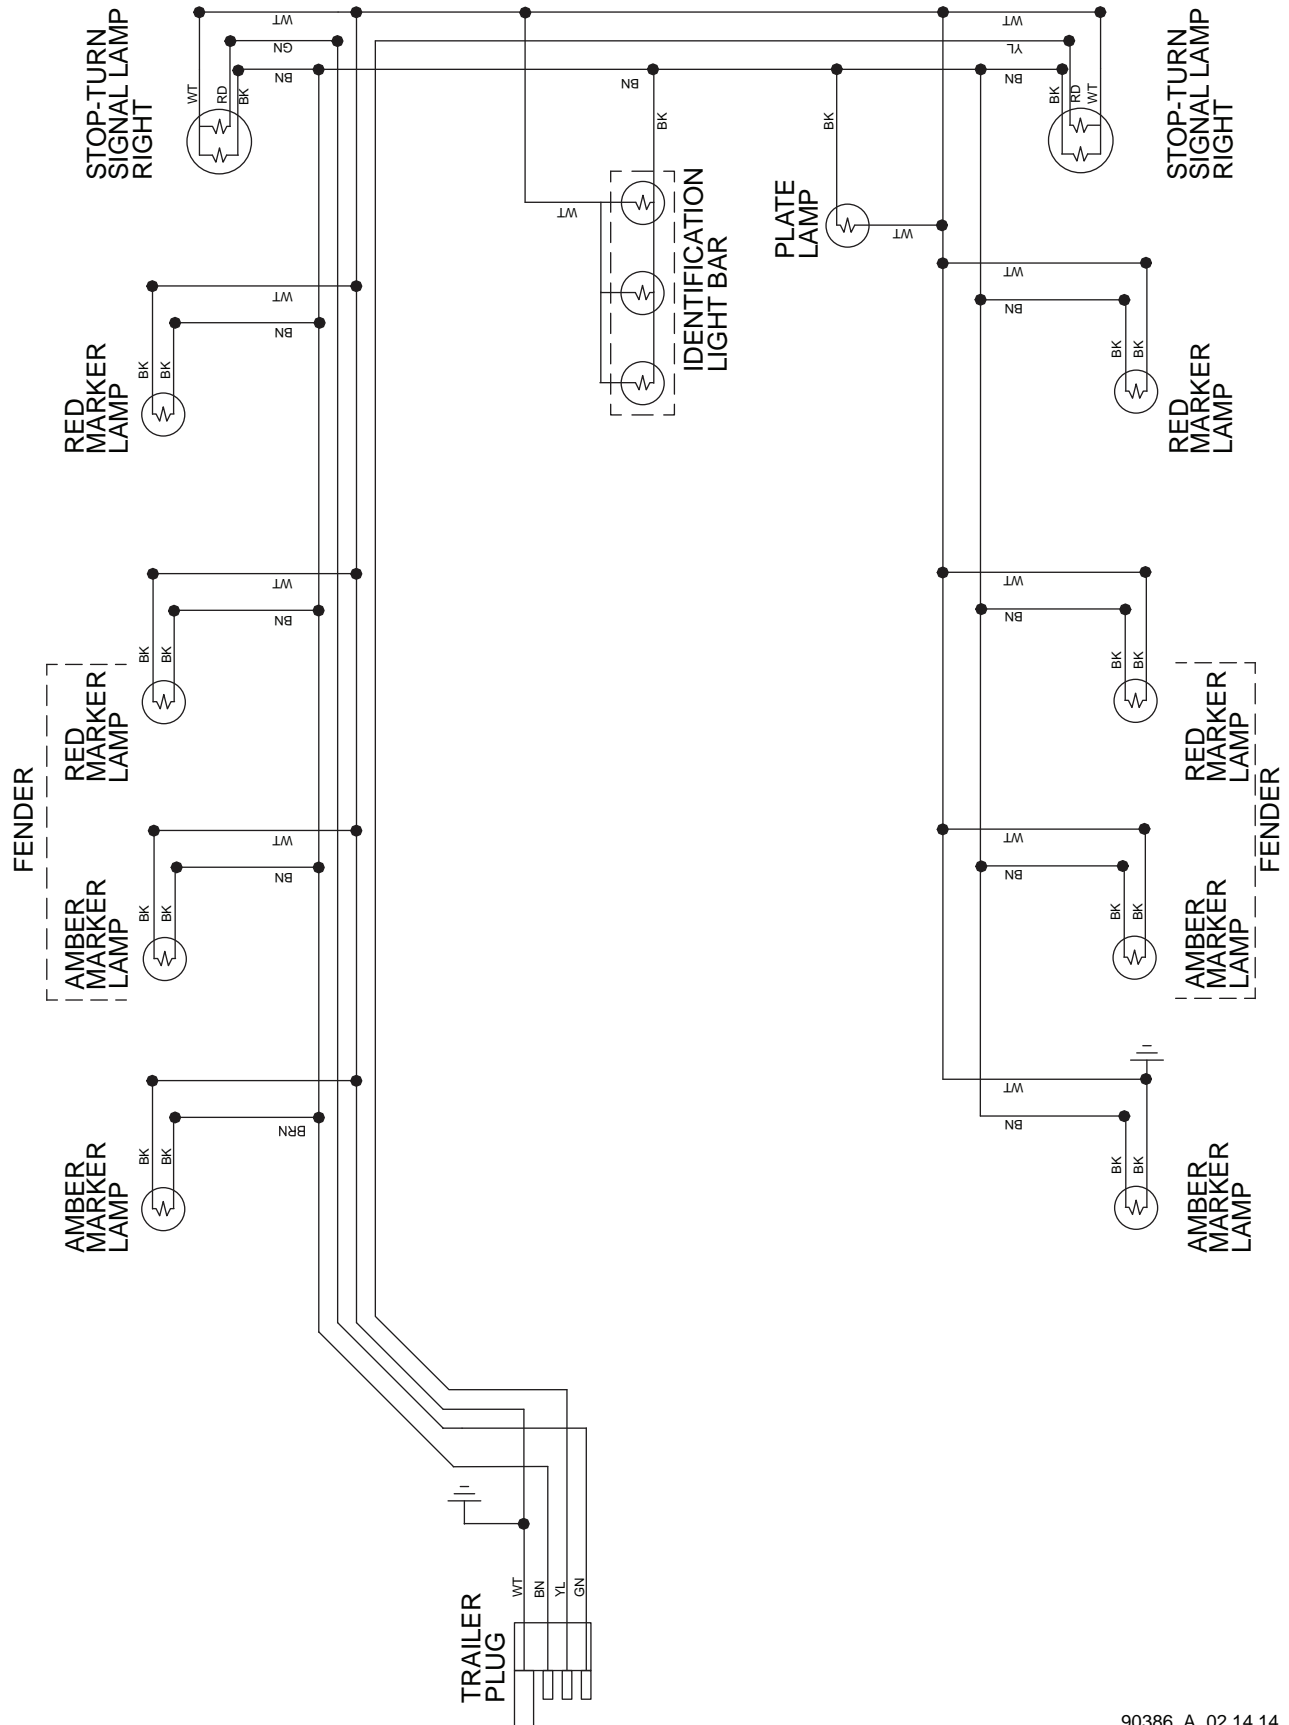 STOP-TURN
SIGNAL LAMP
RIGHT
WT
RD
BK
WT
GN
BN
BN
BK
WT
IDENTIFICATION
LIGHT BAR
PLATE
LAMP
BK
WT
WT
YL
BN
BK
RD
WT
STOP-TURN
SIGNAL LAMP
RIGHT
RED
MARKER
LAMP
BK
BK
WT
BN
WT
BN
BK
BK
RED
MARKER
LAMP
FENDER
RED
MARKER
LAMP
BK
BK
WT
BN
WT
BN
BK
BK
RED
MARKER
LAMP
FENDER
AMBER
MARKER
LAMP
BK
BK
WT
BN
WT
BN
BK
BK
AMBER
MARKER
LAMP
AMBER
MARKER
LAMP
BK
BK
BRN
WT
BN
BK
BK
AMBER
MARKER
LAMP
TRAILER
PLUG
WT
BN
YL
GN
90386_A_02.14.14